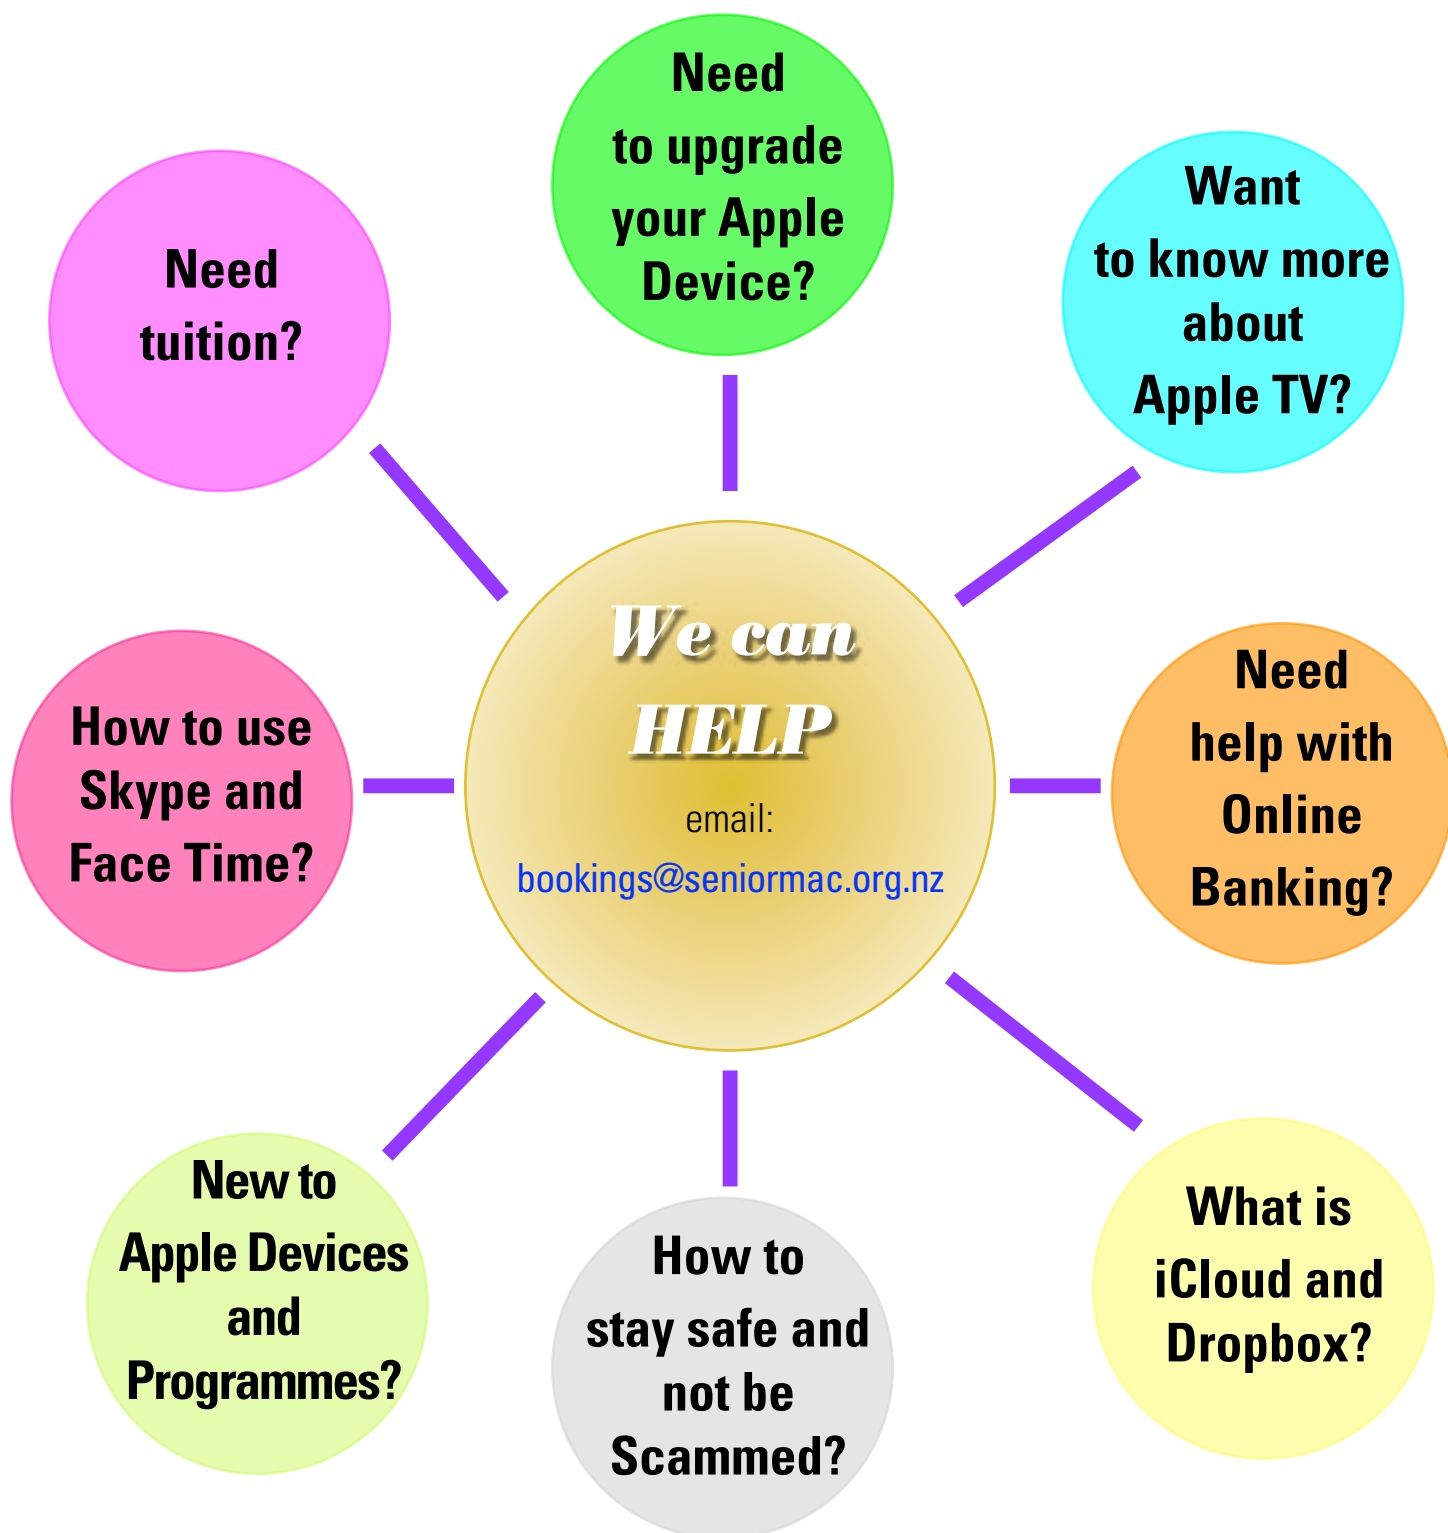 Need
to upgrade
your Apple
Device?
Want
to know more
about
Apple TV?
Need
tuition?
We can
HELP
email:
bookings@seniormac.org.nz
Need
help with
Online
Banking?
How to use
Skype and
Face Time?
New to
Apple Devices
and
Programmes?
How to
stay safe and
not be
Scammed?
What is
iCloud and
Dropbox?